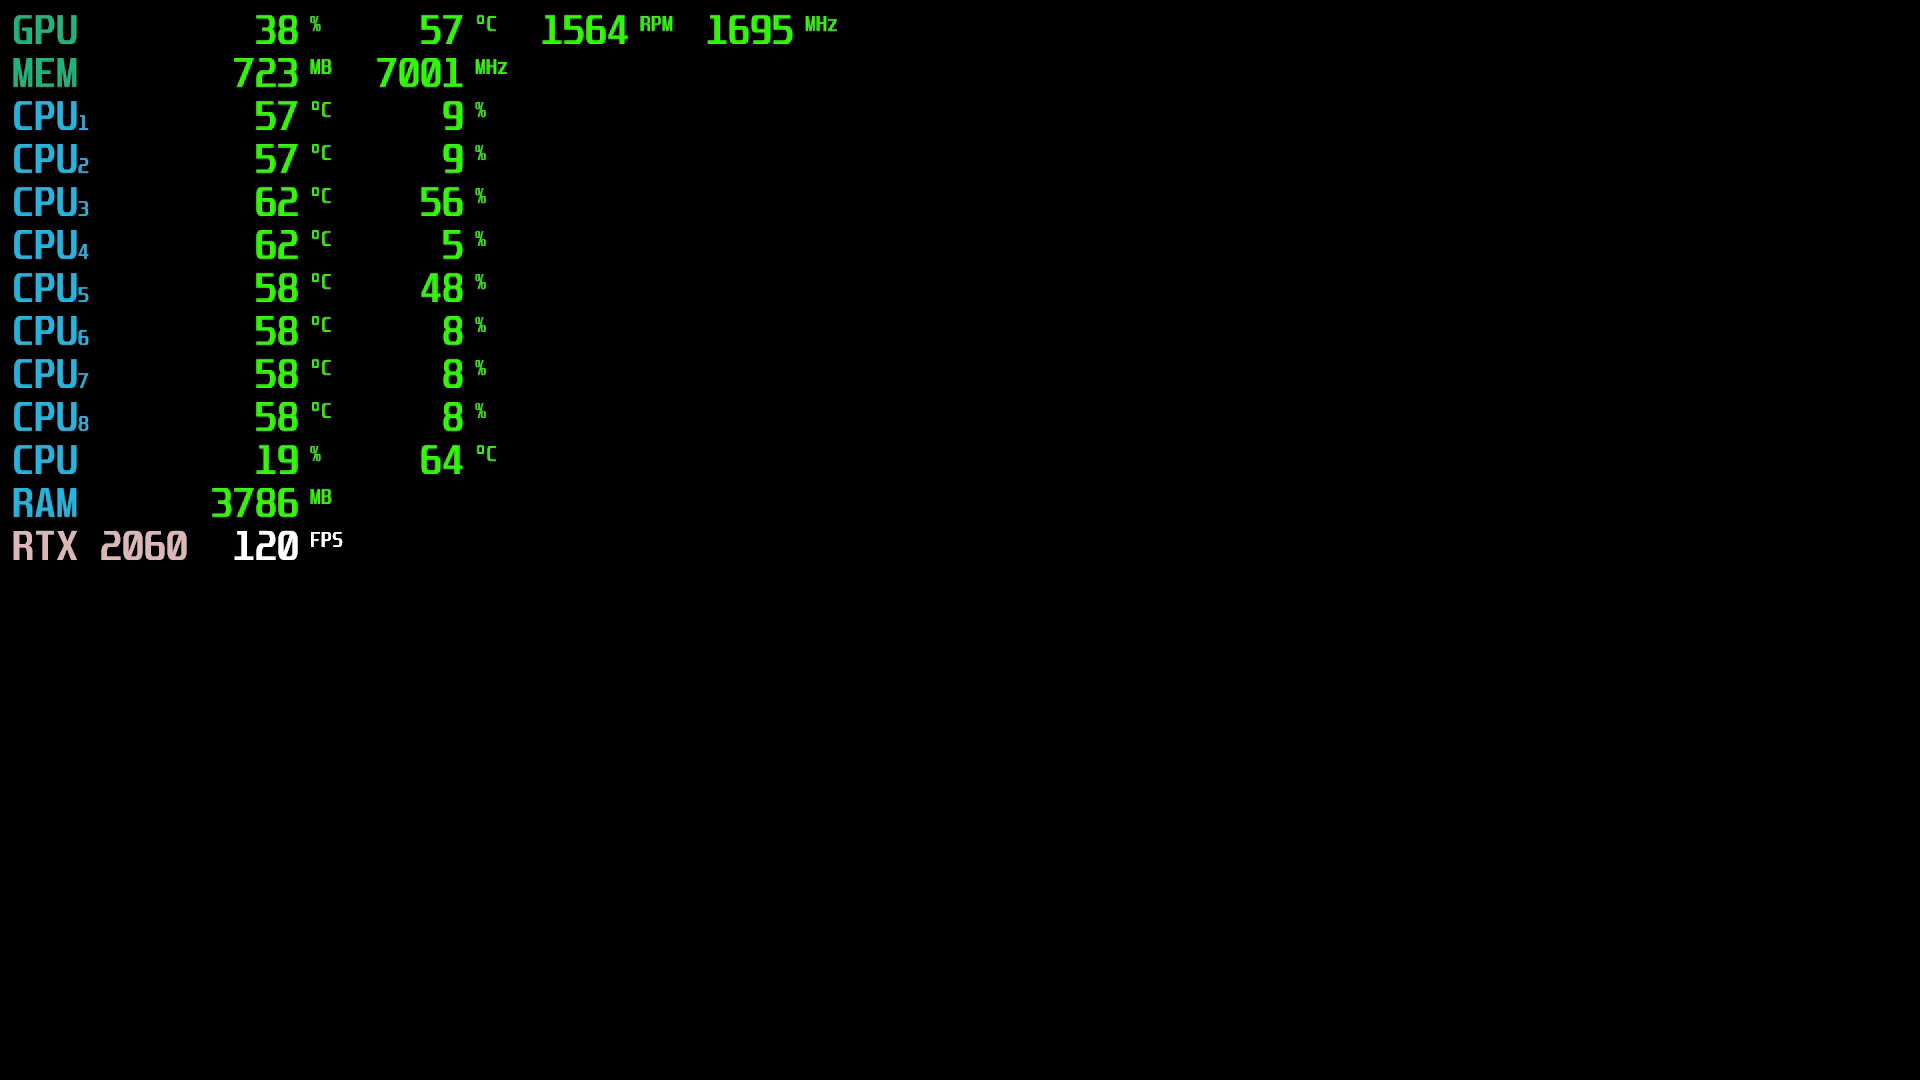 GPU 38 % 57 °C 1564 RPM 1695 MHz
MEM 723 MB 7001 MHz
CPU1 57 °C 9 %
CPU2 57 °C 9 %
CPU3 62 °C 56 %
CPU4 62 °C 5 %
CPU5 58 °C 48 %
CPU6 58 °C 8 %
CPU7 58 °C 8 %
CPU8 58 °C 8 %
CPU 19 % 64 °C
RAM 3786 MB
RTX 2060 120 FPS